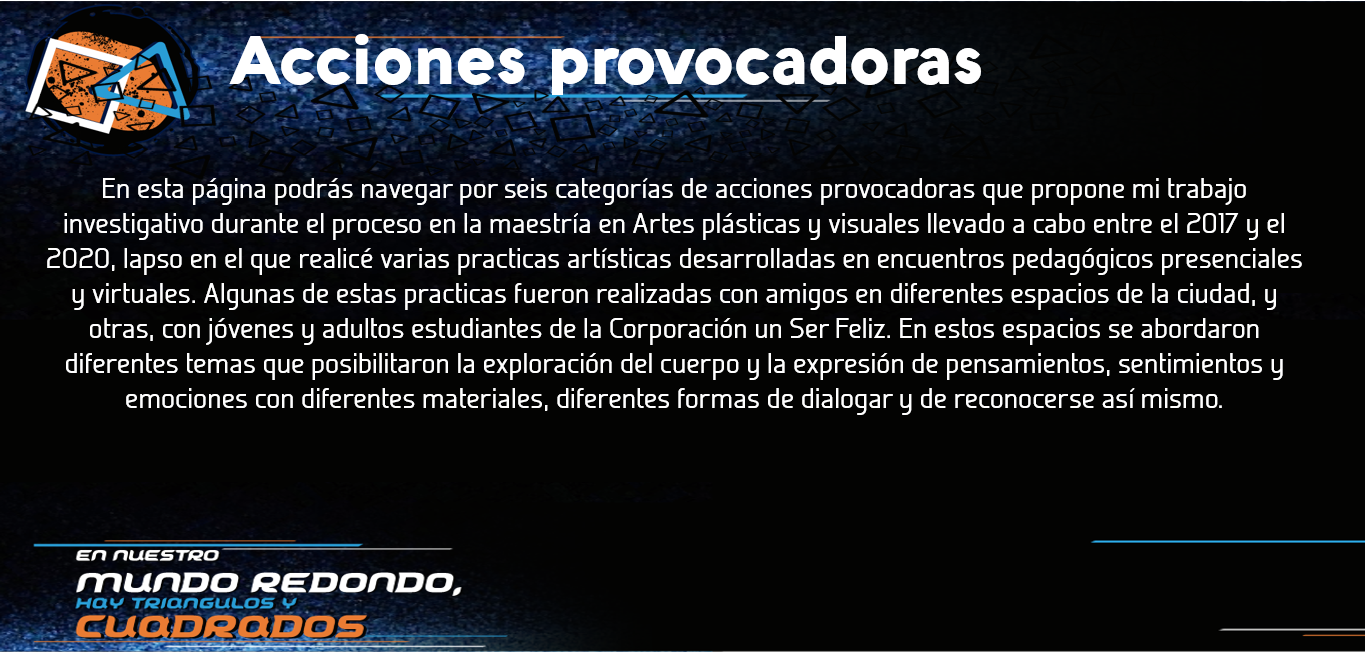 Acciones provocadoras
En esta página podrás navegar por seis categorías de acciones provocadoras que propone mi trabajo
investigativo durante el proceso en la maestría en Artes plásticas y visuales llevado a cabo entre el 2017 y el
2020, lapso en el que realicé varias practicas artísticas desarrolladas en encuentros pedagógicos presenciales
y virtuales. Algunas de estas practicas fueron realizadas con amigos en diferentes espacios de la ciudad, y
otras, con jóvenes y adultos estudiantes de la Corporación un Ser Feliz. En estos espacios se abordaron
diferentes temas que posibilitaron la exploración del cuerpo y la expresión de pensamientos, sentimientos y
emociones con diferentes materiales, diferentes formas de dialogar y de reconocerse así mismo.
EN NUESTRO
MUNDO REDONDO,
HAY TRIANGULOS Y
CUADRADOS